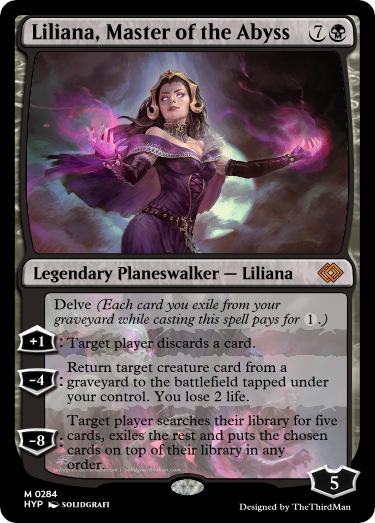 Liliana, Master of the Abyss 7
Legendary Planeswalker — Liliana
Delve (Each card you exile from your
graveyard while casting this spell pays for 1.)
+1 : Target player discards a card.
Return target creature card from a
-4 : graveyard to the battlefield tapped under
your control. You lose 2 life.
Target player searches their library for five
-8 : cards, exiles the rest and puts the chosen
cards on top of their library in any
order
5
M 0284
HYP SOLIDGRAFI
Designed by TheThirdMan